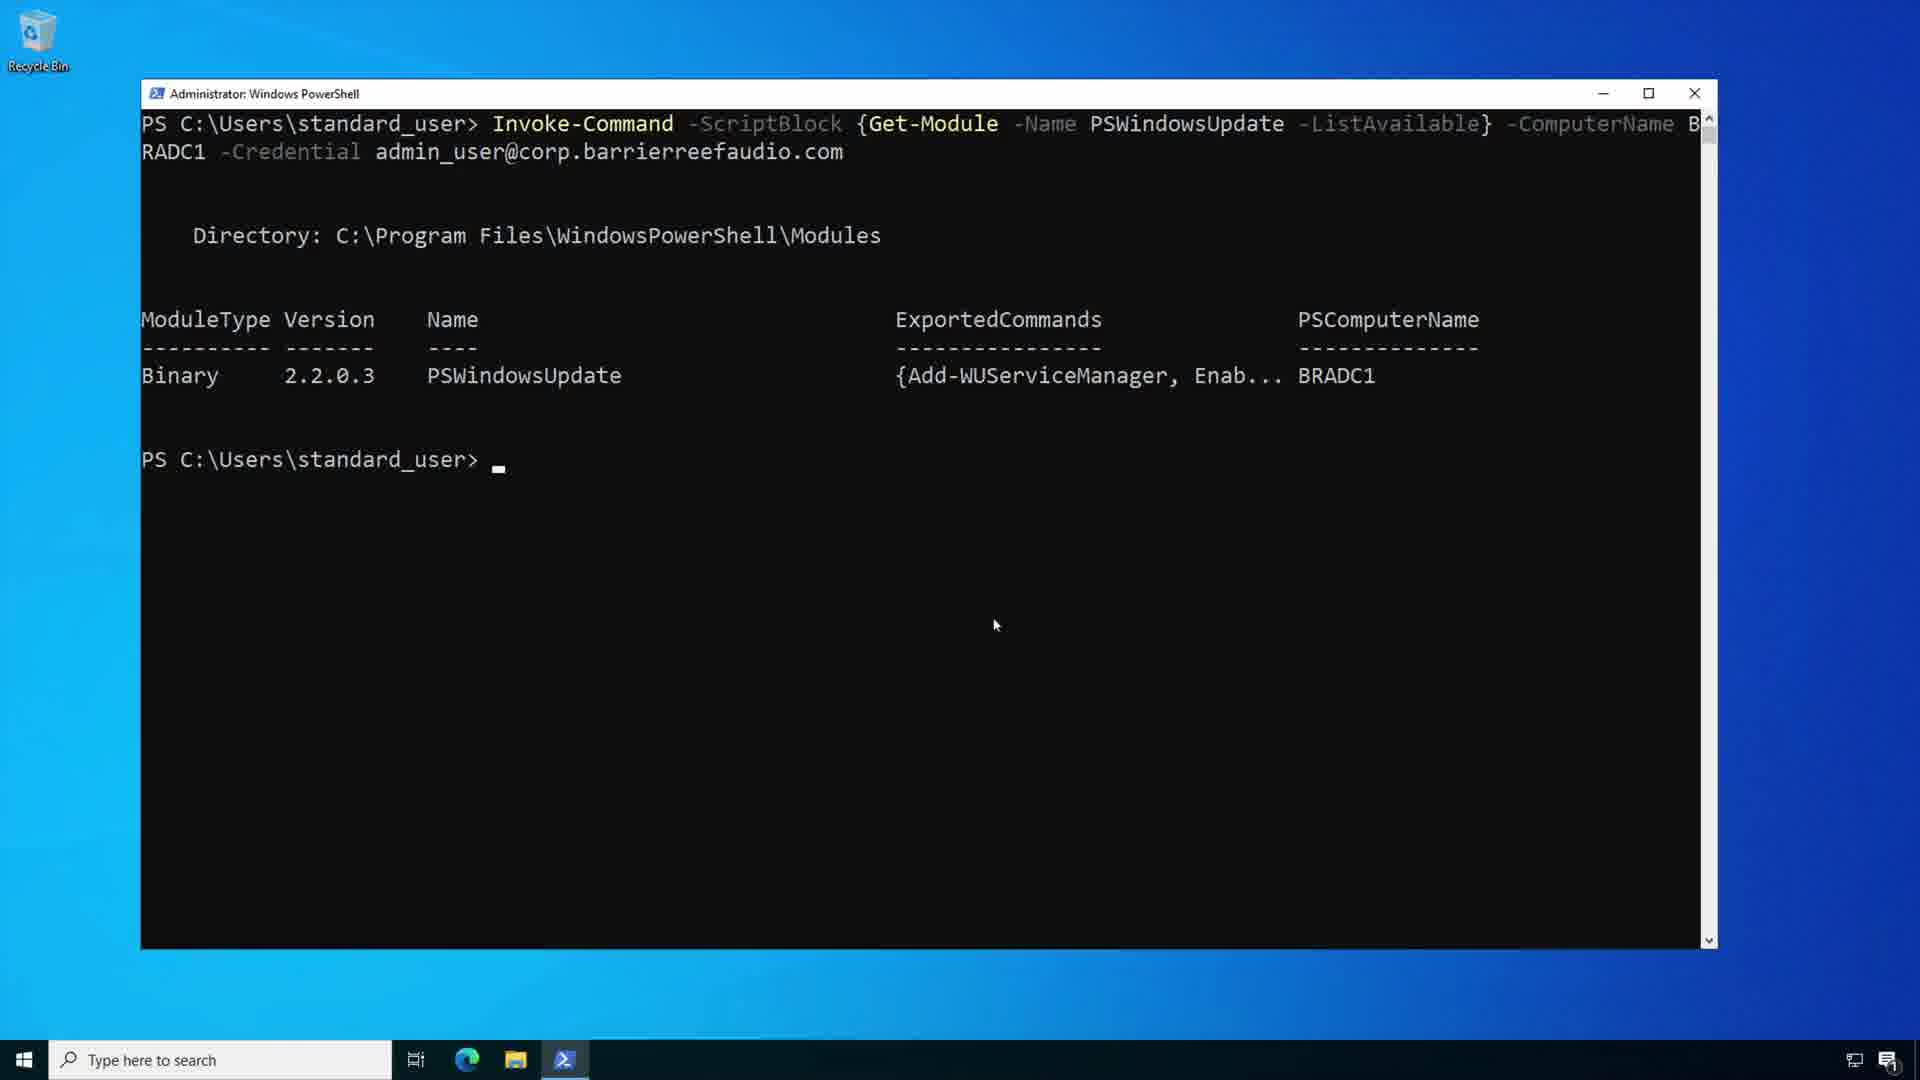 Recycle Bin
Administrator: Windows PowerShell
PS C:\Users\standard_user> Invoke-Command -ScriptBlock {Get-Module -Name PSWindowsUpdate -ListAvailable} -ComputerName B
RADC1 -Credential admin_user@corp.barrierreefaudio.com
Directory: C:\Program Files\WindowsPowerShell\Modules
ModuleType Version    Name                                ExportedCommands               PSComputerName
---------- -------    ----                                ----------------               --------------
Binary     2.2.0.3    PSWindowsUpdate                     {Add-WUServiceManager, Enab... BRADC1
PS C:\Users\standard_user>
Type here to search
1